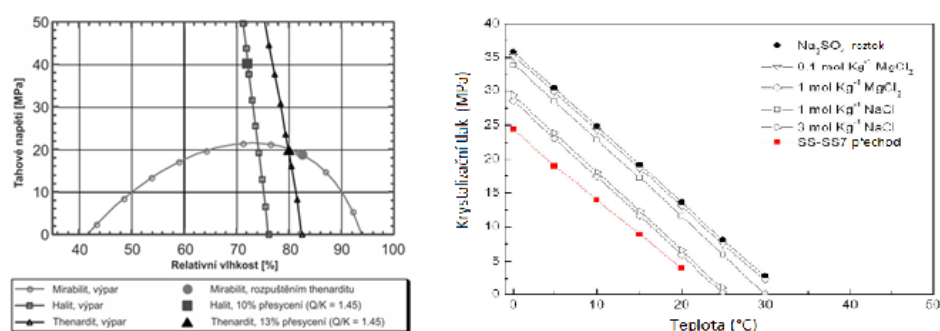 50
40
30
20
10
0
Tahové napětí [MPa]
40 50 60 70 80 90 100
Relativní vlhkost [%]
Mirabilit, výpar
Halit, výpar
Thenardit, výpar
Mirabilit, rozpuštěním thenarditu
Halit, 10% přesycení (Q/K = 1.45)
Thenardit, 13% přesycení (Q/K = 1.45)
40
35
30
25
20
15
10
5
0
Krystalizační tlak (MPa)
0 10 20 30 40 50
Teplota (°C)
Na2SO4 roztok
0.1 mol Kg-1 MgCl2
1 mol Kg-1 MgCl2
1 mol Kg-1 NaCl
3 mol Kg-1 NaCl
SS-SS7 přechod